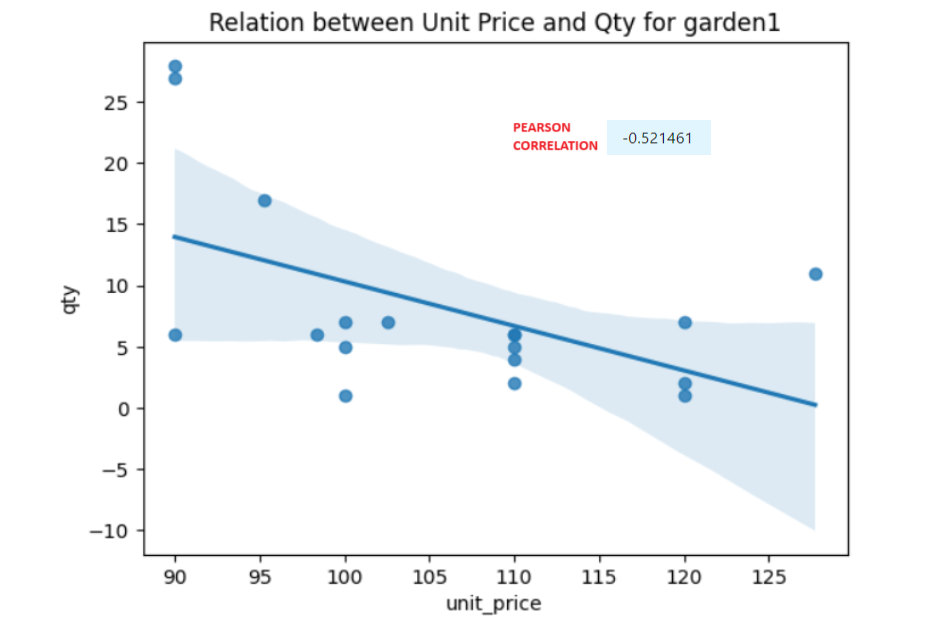 Relation between Unit Price and Qty for garden1
PEARSON
CORRELATION
-0.521461
25
20
15
10
5
0
−5
−10
qty
90 95 100 105 110 115 120 125
unit_price